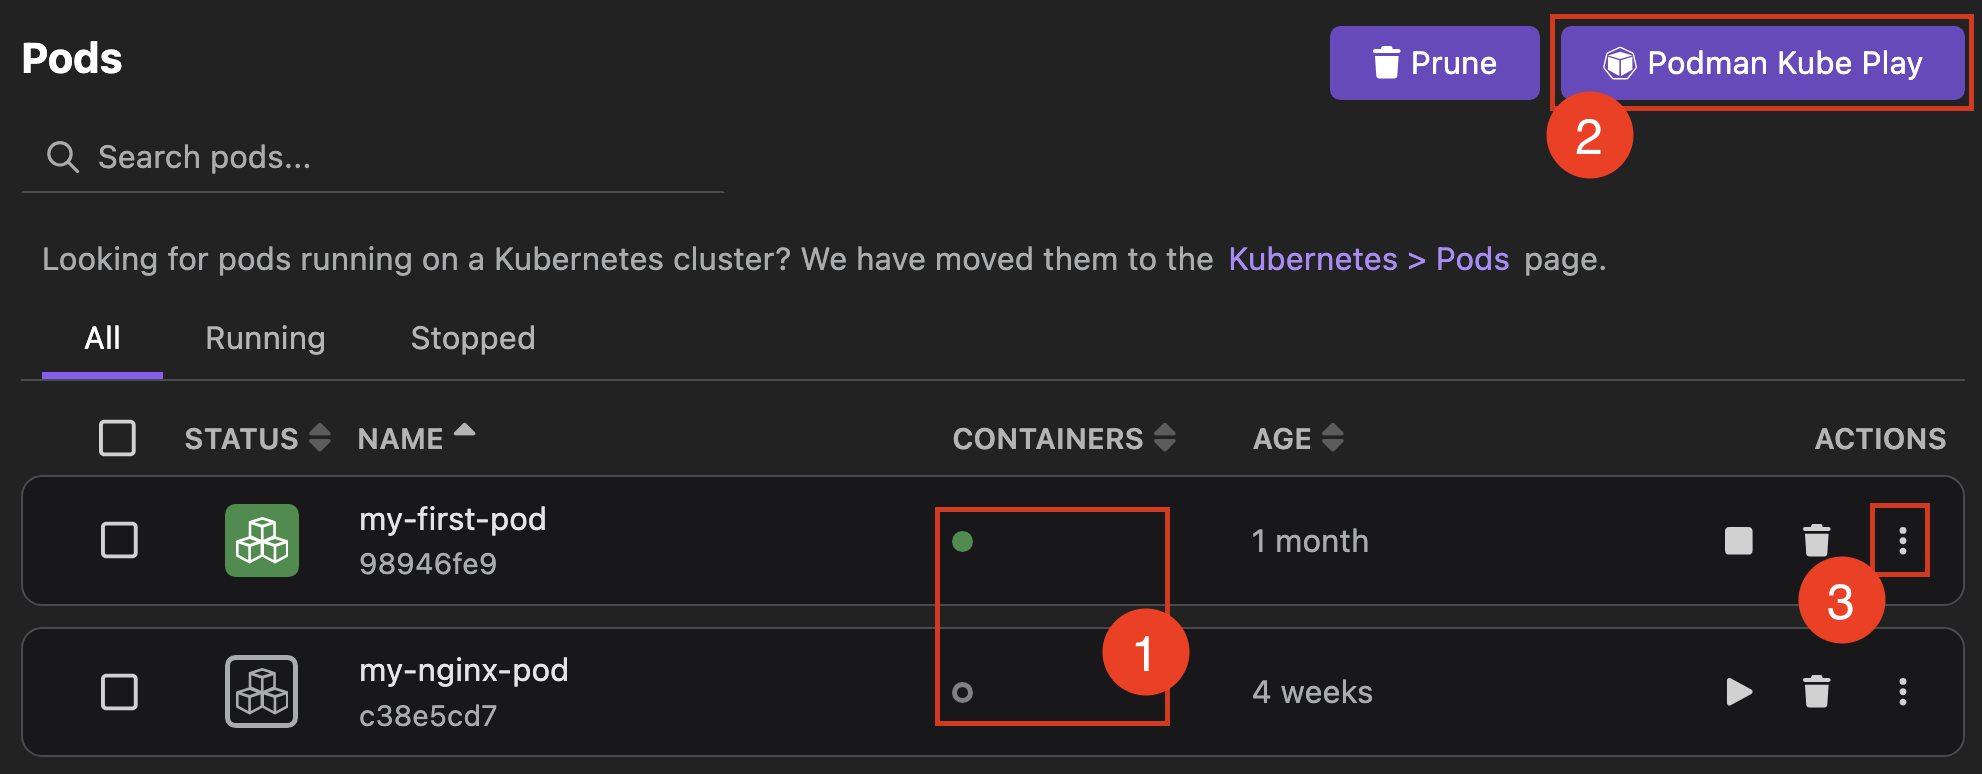 Pods
Prune
Podman Kube Play
2
Search pods...
Looking for pods running on a Kubernetes cluster? We have moved them to the Kubernetes > Pods page.
All Running Stopped
STATUS NAME CONTAINERS AGE ACTIONS
my-first-pod
98946fe9
1 month
3
1
my-nginx-pod
c38e5cd7
4 weeks